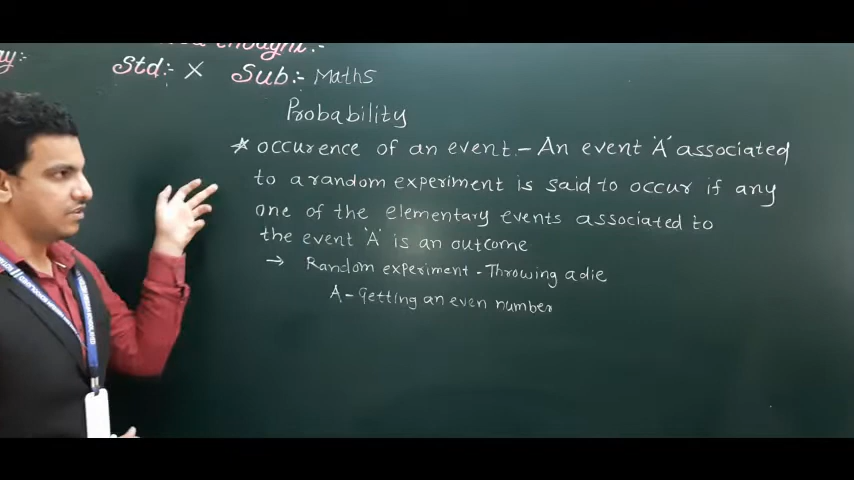 thought:-
Std:- X Sub:- Maths
Probability
* occurence of an event - An event 'A' associated
to a random experiment is said to occur if any
one of the elementary events associated to
the event 'A' is an outcome
→ Random experiment - Throwing a die
A - Getting an even number